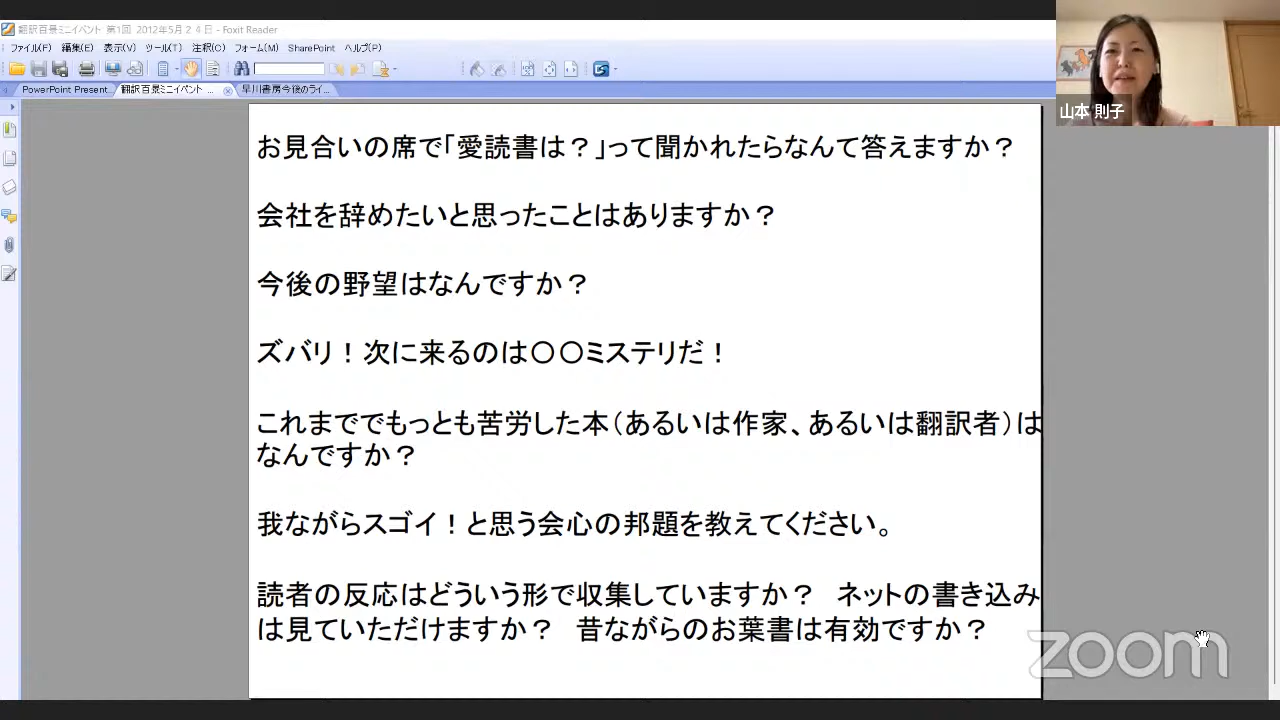 翻訳百景ミニイベント 第1回 2012年5月24日 - Foxit Reader
ファイル(F) 編集(E) 表示(V) ツール(T) 注釈(C) フォーム(M) SharePoint ヘルプ(P)
PowerPoint Present... 翻訳百景ミニイベント ... 早川書房今後のライ...
山本 則子
お見合いの席で「愛読書は？」って聞かれたらなんて答えますか？
会社を辞めたいと思ったことはありますか？
今後の野望はなんですか？
ズバリ！次に来るのは〇〇ミステリだ！
これまででもっとも苦労した本（あるいは作家、あるいは翻訳者）は
なんですか？
我ながらスゴイ！と思う会心の邦題を教えてください。
読者の反応はどういう形で収集していますか？　ネットの書き込み
は見ていただけますか？　昔ながらのお葉書は有効ですか？
zoom